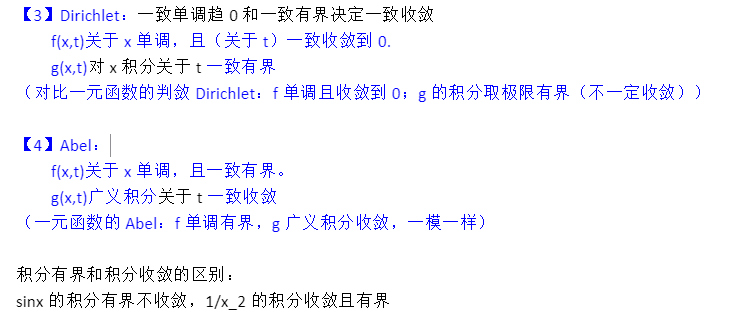 【3】Dirichlet：一致单调趋 0 和一致有界决定一致收敛
f(x,t)关于 x 单调，且（关于 t）一致收敛到 0.
g(x,t)对 x 积分关于 t 一致有界
（对比一元函数的判敛 Dirichlet：f 单调且收敛到 0；g 的积分取极限有界（不一定收敛））
【4】Abel：
f(x,t)关于 x 单调，且一致有界。
g(x,t)广义积分关于 t 一致收敛
（一元函数的 Abel：f 单调有界，g 广义积分收敛，一模一样）
积分有界和积分收敛的区别：
sinx 的积分有界不收敛，1/x_2 的积分收敛且有界